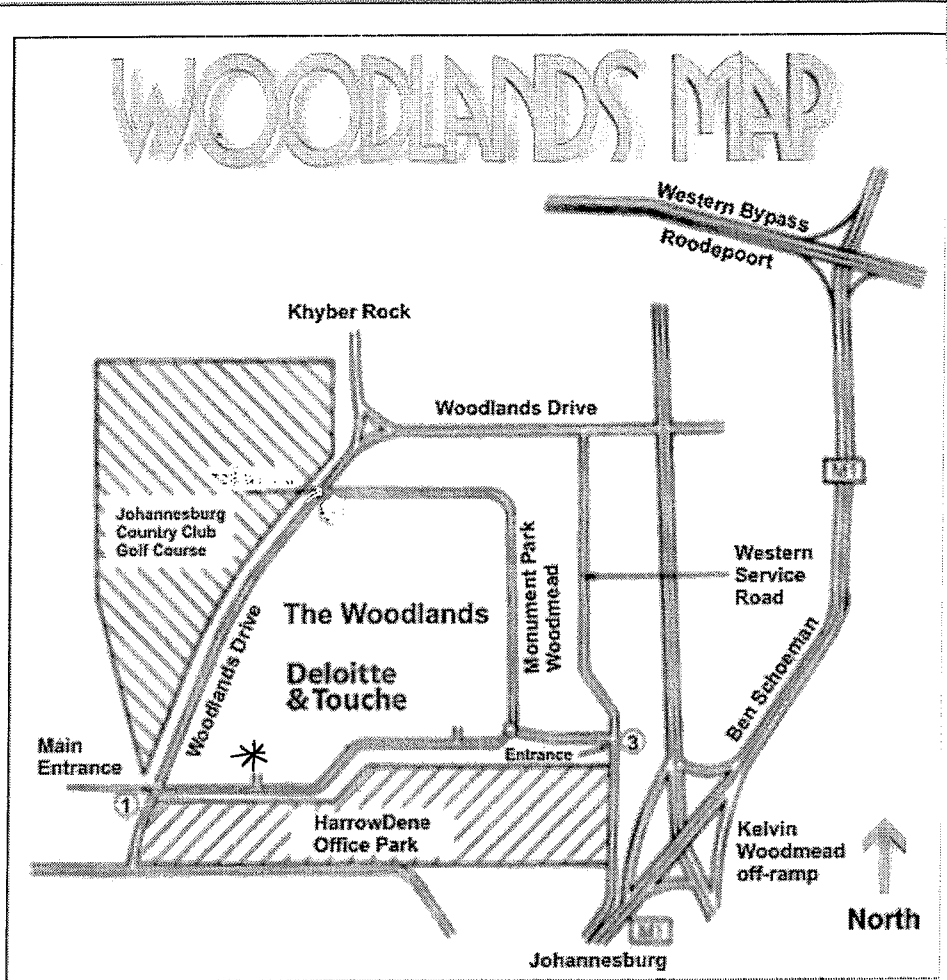 WOODLANDS MAP
Western Bypass
Roodepoort
Khyber Rock
Woodlands Drive
M1
Johannesburg
Country Club
Golf Course
Monument Park
Woodmead
Western
Service
Road
The Woodlands
Deloitte
& Touche
Woodlands Drive
Ben Schoeman
Main
Entrance
Entrance
3
1
HarrowDene
Office Park
Kelvin
Woodmead
off-ramp
North
M1
Johannesburg